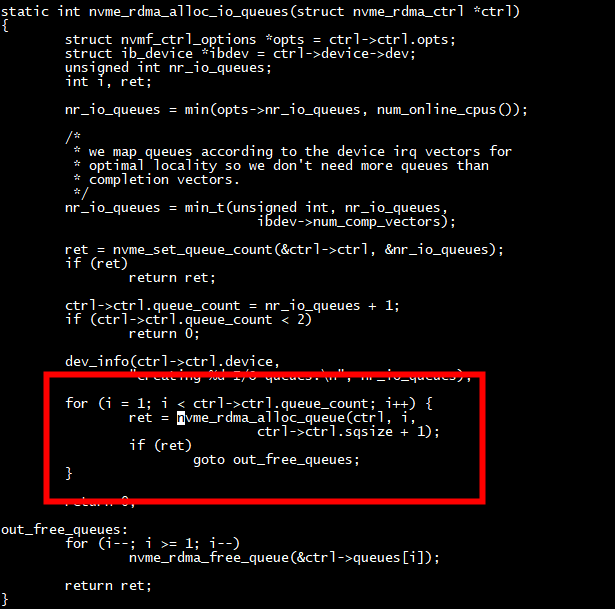 static int nvme_rdma_alloc_io_queues(struct nvme_rdma_ctrl *ctrl)
{
        struct nvmf_ctrl_options *opts = ctrl->ctrl.opts;
        struct ib_device *ibdev = ctrl->device->dev;
        unsigned int nr_io_queues;
        int i, ret;

        nr_io_queues = min(opts->nr_io_queues, num_online_cpus());

        /*
         * we map queues according to the device irq vectors for
         * optimal locality so we don't need more queues than
         * completion vectors.
         */
        nr_io_queues = min_t(unsigned int, nr_io_queues,
                                ibdev->num_comp_vectors);

        ret = nvme_set_queue_count(&ctrl->ctrl, &nr_io_queues);
        if (ret)
                return ret;

        ctrl->ctrl.queue_count = nr_io_queues + 1;
        if (ctrl->ctrl.queue_count < 2)
                return 0;

        dev_info(ctrl->ctrl.device,
                "creating %d I/O queues.\n", nr_io_queues);

        for (i = 1; i < ctrl->ctrl.queue_count; i++) {
                ret = nvme_rdma_alloc_queue(ctrl, i,
                                ctrl->ctrl.sqsize + 1);
                if (ret)
                        goto out_free_queues;
        }

        return 0;

out_free_queues:
        for (i--; i >= 1; i--)
                nvme_rdma_free_queue(&ctrl->queues[i]);

        return ret;
}